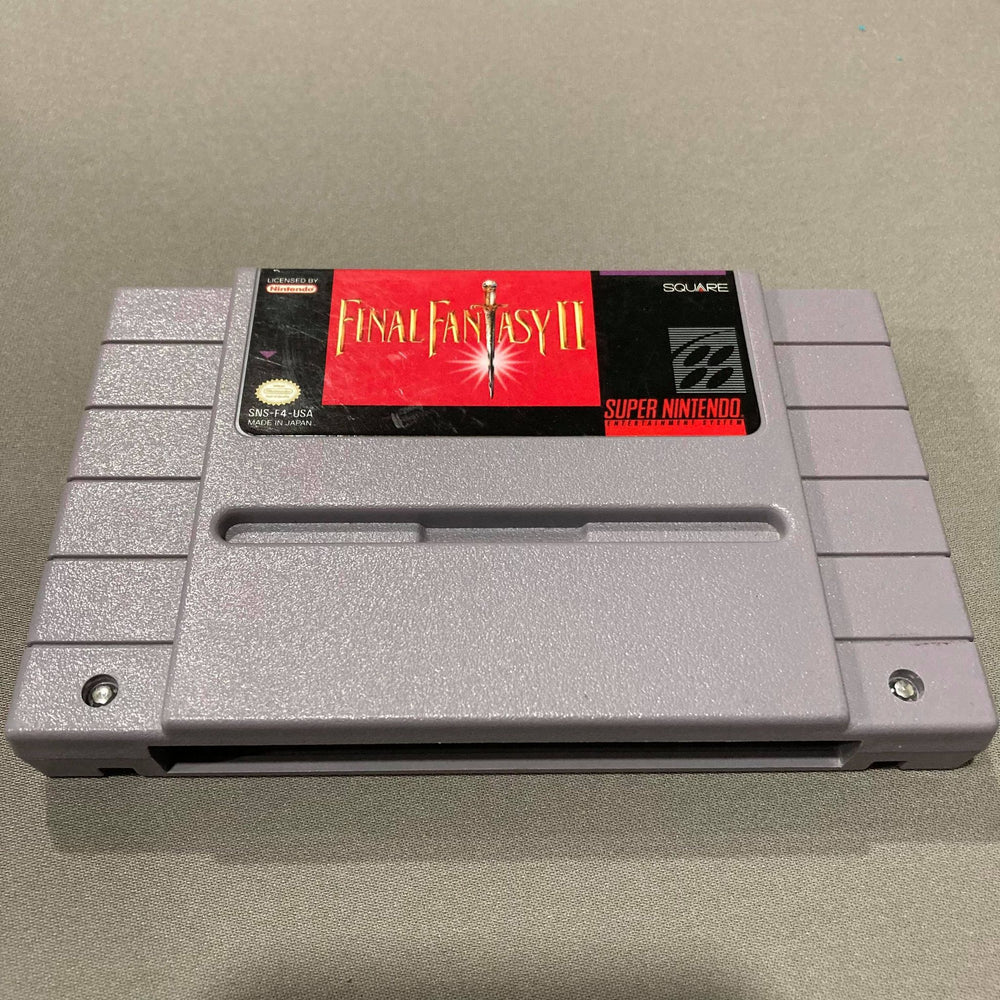 LICENSED BY
Nintendo
FINAL FANTASY II
SQUARE
SNS-F4-USA
MADE IN JAPAN
SUPER NINTENDO
ENTERTAINMENT SYSTEM